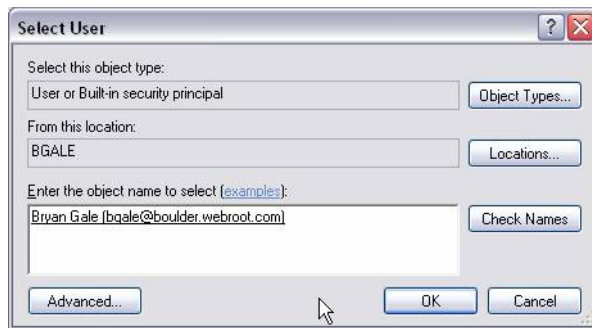 Select User
Select this object type:
User or Built-in security principal
Object Types...
From this location:
BGALE
Locations...
Enter the object name to select (examples):
Bryan Gale (bgale@boulder.webroot.com)
Check Names
Advanced...
OK
Cancel